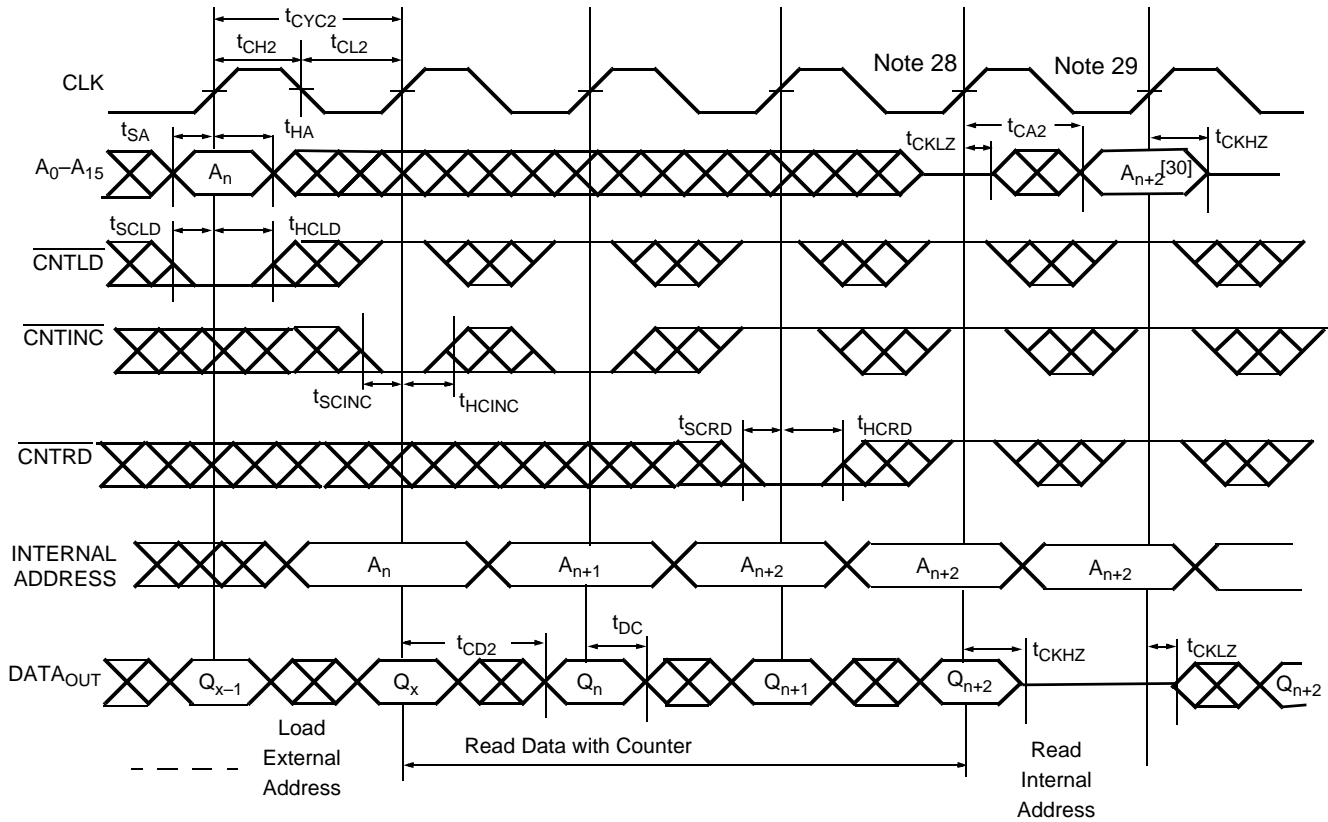 tCYC2
tCH2
tCL2
CLK
Note 28
Note 29
tSA
tHA
tCKLZ
tCA2
tCKHZ
A0–A15
An
An+2[30]
tSCLD
tHCLD
CNTLD
CNTINC
tSCINC
tHCINC
tSCRD
tHCRD
CNTRD
INTERNAL
ADDRESS
An
An+1
An+2
An+2
An+2
tCD2
tDC
tCKHZ
tCKLZ
DATAOUT
Qx–1
Qx
Qn
Qn+1
Qn+2
Qn+2
Load
External
Address
Read Data with Counter
Read
Internal
Address